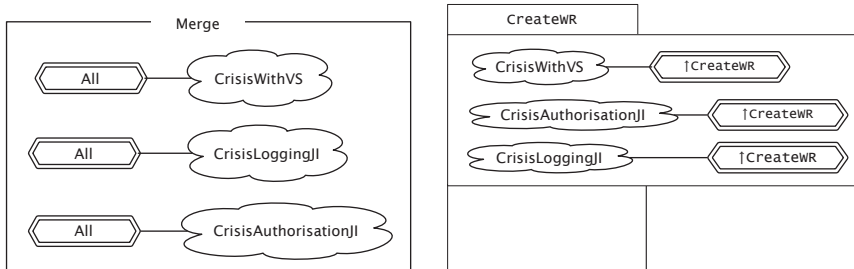 Merge
All
CrisisWithVS
All
CrisisLoggingJI
All
CrisisAuthorisationJI
CreateWR
CrisisWithVS
↑CreateWR
CrisisAuthorisationJI
↑CreateWR
CrisisLoggingJI
↑CreateWR